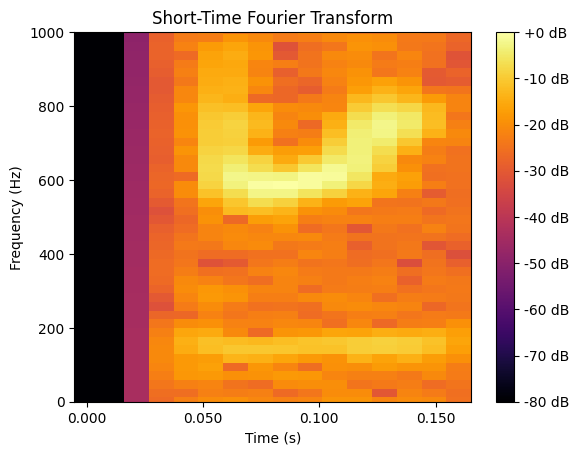 Short-Time Fourier Transform
1000
800
600
400
200
0
Frequency (Hz)
0.000
0.050
0.100
0.150
Time (s)
+0 dB
-10 dB
-20 dB
-30 dB
-40 dB
-50 dB
-60 dB
-70 dB
-80 dB